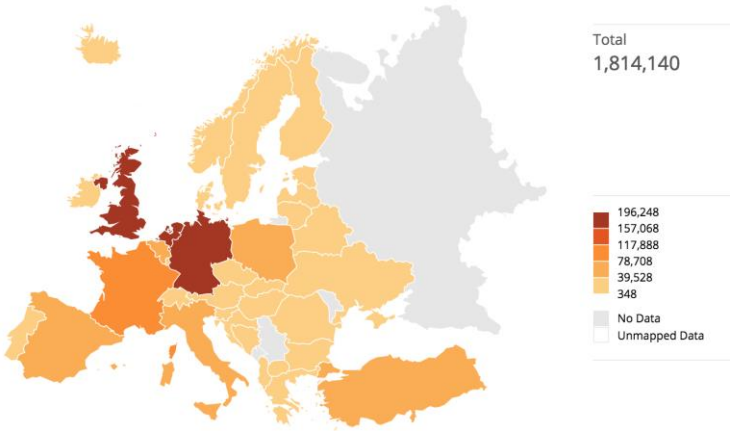 Total
1,814,140
196,248
157,068
117,888
78,708
39,528
348
No Data
Unmapped Data